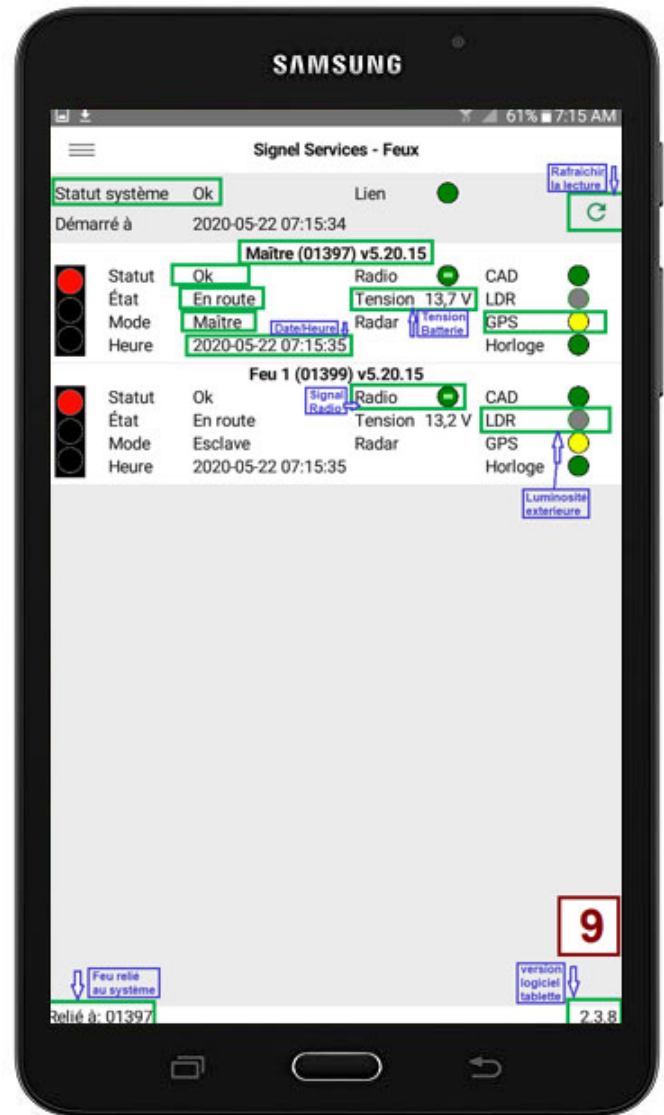 SAMSUNG
61% 7:15 AM
Signel Services - Feux
Rafraichir
la lecture
Statut système Ok Lien
Démarré à 2020-05-22 07:15:34
Maître (01397) v5.20.15
Statut Ok Radio CAD
État En route Tension 13,7 V LDR
Mode Maître Radar GPS
Date/Heure
Tension
Batterie
Heure 2020-05-22 07:15:35 Horloge
Feu 1 (01399) v5.20.15
Statut Ok Radio CAD
Signal
Radio
État En route Tension 13,2 V LDR
Mode Esclave Radar GPS
Heure 2020-05-22 07:15:35 Horloge
Luminosité
exterieure
9
Feu relié
au système
version
logiciel
tablette
Relié à: 01397 2.3.8